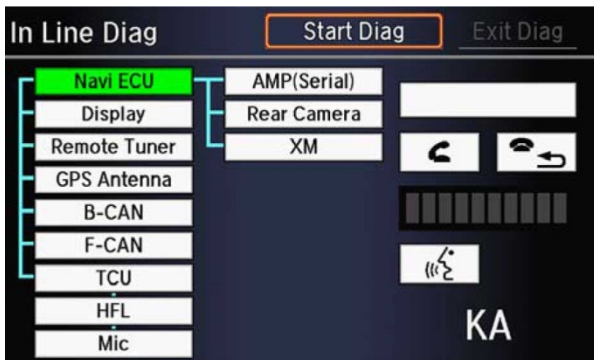 In Line Diag
Start Diag
Exit Diag
Navi ECU
Display
Remote Tuner
GPS Antenna
B-CAN
F-CAN
TCU
HFL
Mic
AMP(Serial)
Rear Camera
XM
KA